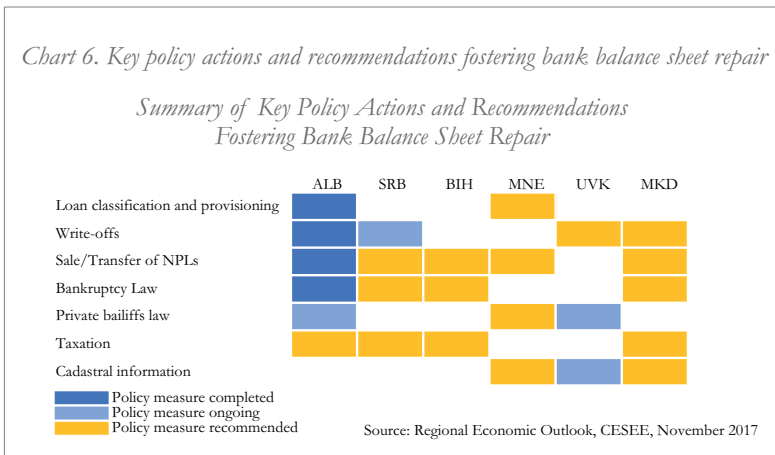 Chart 6. Key policy actions and recommendations fostering bank balance sheet repair
Summary of Key Policy Actions and Recommendations
Fostering Bank Balance Sheet Repair
ALB SRB BIH MNE UVK MKD
Loan classification and provisioning
Write-offs
Sale/Transfer of NPLs
Bankruptcy Law
Private bailiffs law
Taxation
Cadastral information
Policy measure completed
Policy measure ongoing
Policy measure recommended
Source: Regional Economic Outlook, CESEE, November 2017